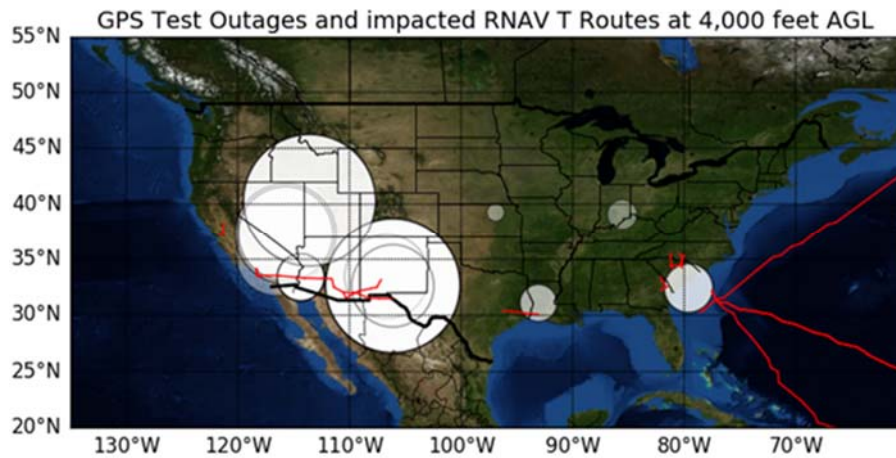 GPS Test Outages and impacted RNAV T Routes at 4,000 feet AGL
55°N
50°N
45°N
40°N
35°N
30°N
25°N
20°N
130°W 120°W 110°W 100°W 90°W 80°W 70°W